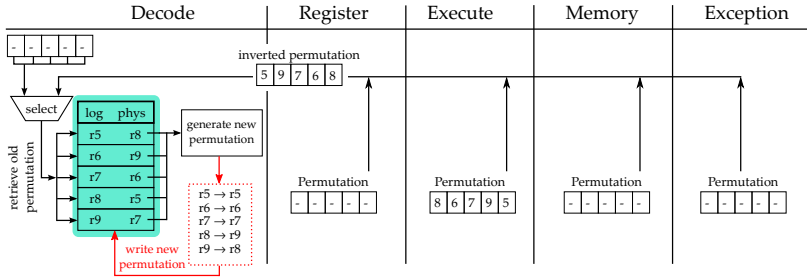 Decode Register Execute Memory Exception
- - - - -
inverted permutation
5 9 7 6 8
select
log phys
r5 r8
r6 r9
r7 r6
r8 r5
r9 r7
retrieve old
permutation
generate new
permutation
r5 → r5
r6 → r6
r7 → r7
r8 → r9
r9 → r8
write new
permutation
Permutation
- - - - -
Permutation
8 6 7 9 5
Permutation
- - - - -
Permutation
- - - - -